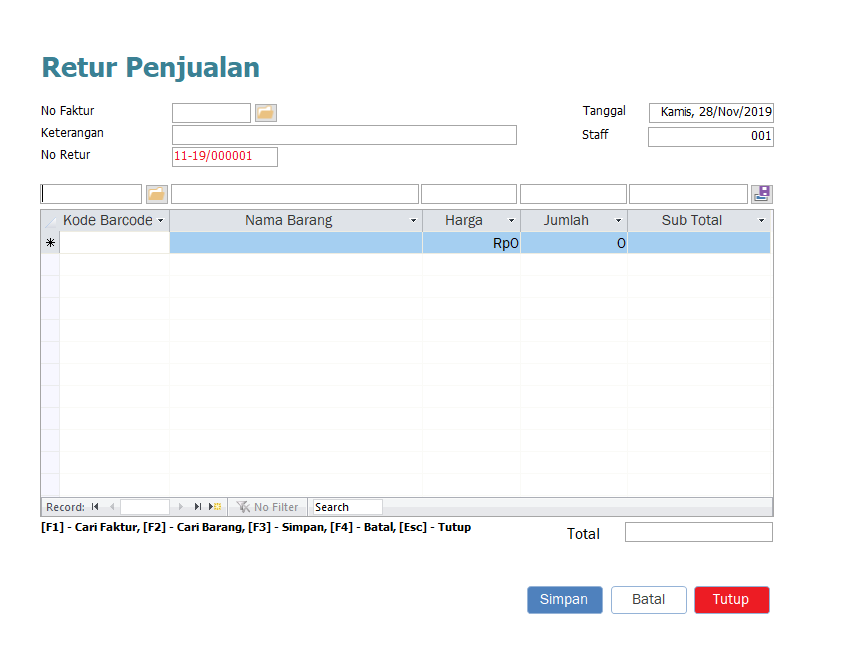 Retur Penjualan
No Faktur
Tanggal Kamis, 28/Nov/2019
Keterangan
Staff 001
No Retur 11-19/000001
Kode Barcode Nama Barang Harga Jumlah Sub Total
Rp0 0
Record: No Filter Search
[F1] - Cari Faktur, [F2] - Cari Barang, [F3] - Simpan, [F4] - Batal, [Esc] - Tutup
Total
Simpan Batal Tutup